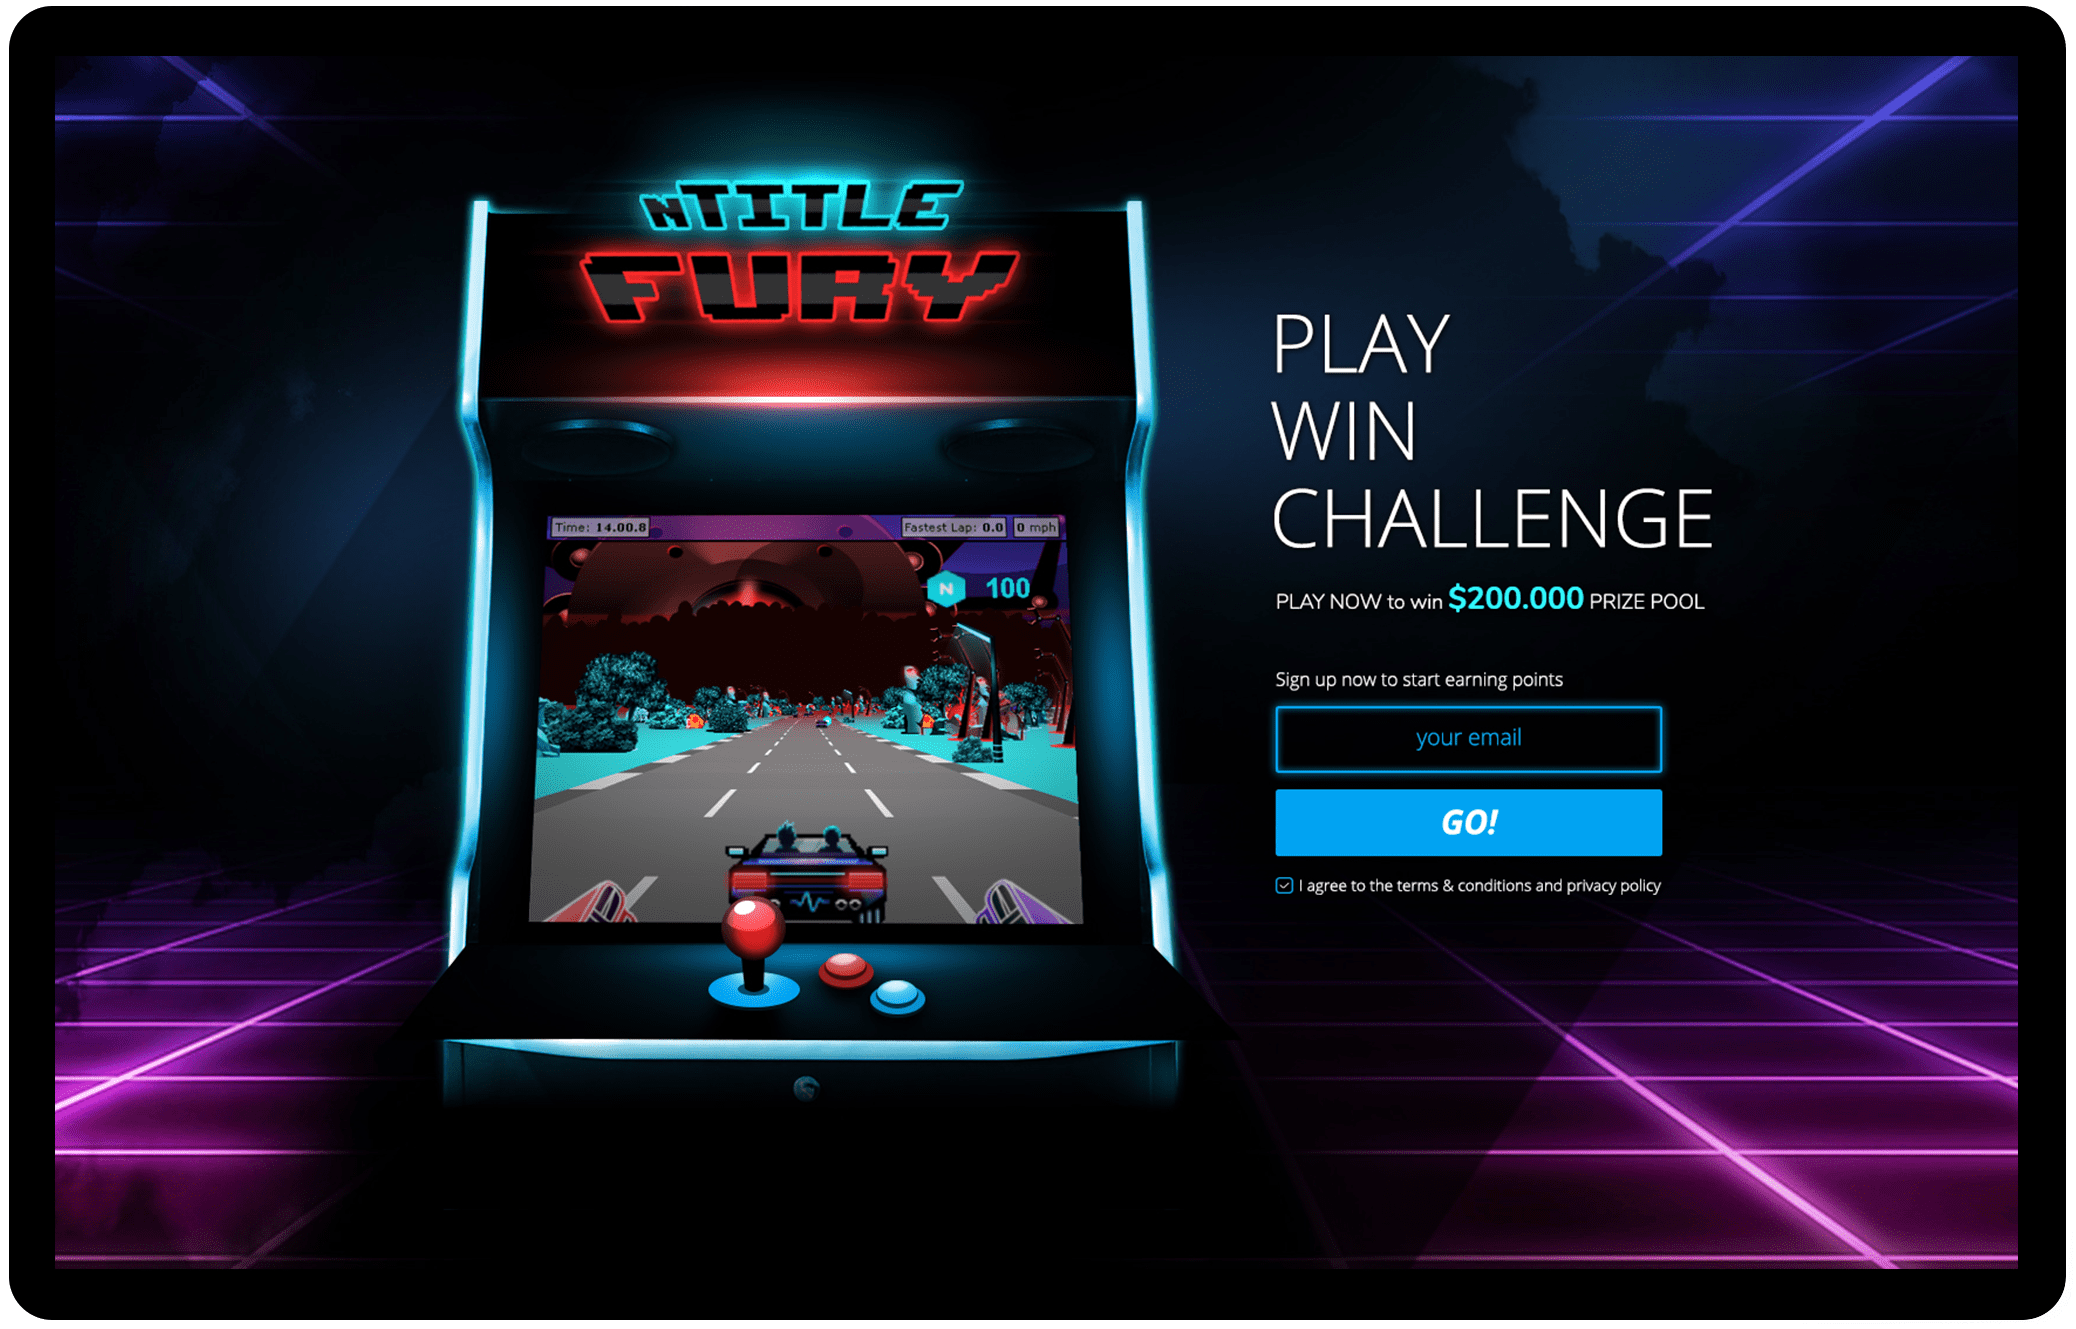 NTITLE
FURY
Time: 14.00.8
Fastest Lap: 0.0
0 mph
N 100
PLAY
WIN
CHALLENGE
PLAY NOW to win $200.000 PRIZE POOL
Sign up now to start earning points
your email
GO!
I agree to the terms & conditions and privacy policy